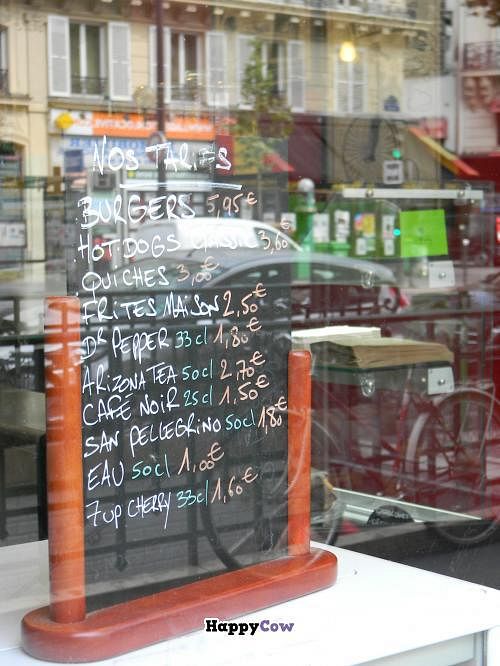 NOS TARIFS
BURGERS 5,95€
HOT DOGS CLASSIC 3,60€
QUICHES 3,00€
FRITES MAISON 2,50€
DR PEPPER 33cl 1,80€
ARIZONA TEA 50cl 2,70€
CAFÉ NOIR 25cl 1,50€
SAN PELLEGRINO 50cl 1,80€
EAU 50cl 1,00€
7up CHERRY 33cl 1,60€
HappyCow